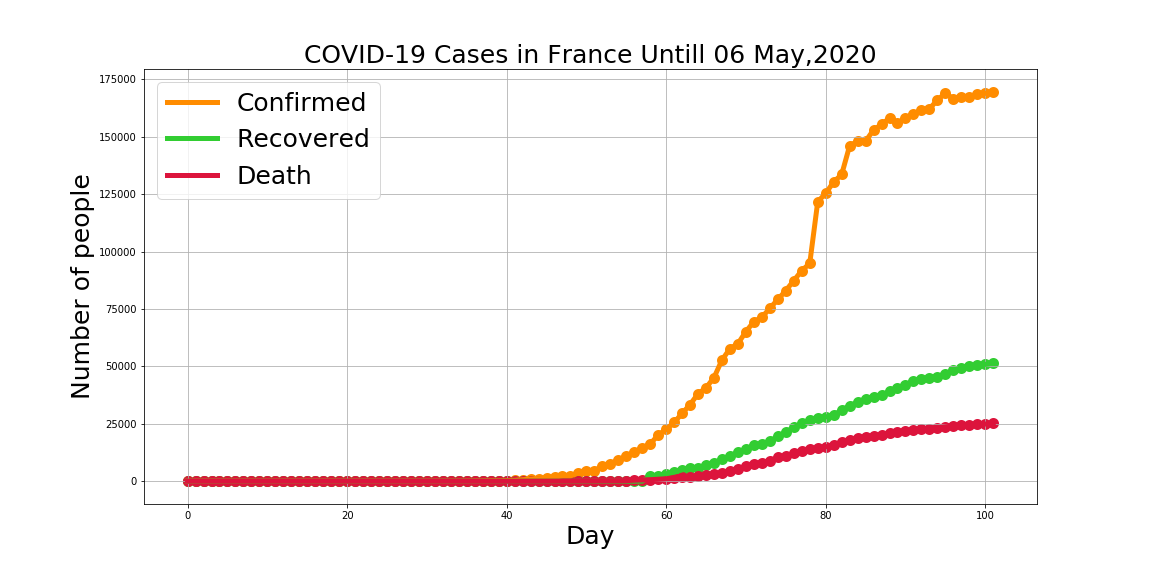 COVID-19 Cases in France Untill 06 May,2020
Confirmed
Recovered
Death
Number of people
175000
150000
125000
100000
75000
50000
25000
0
0 20 40 60 80 100
Day